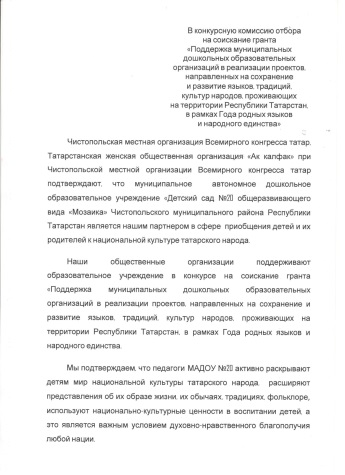 В конкурсную комиссию отбора
на соискание гранта
«Поддержка муниципальных
дошкольных образовательных
организаций в реализации проектов,
направленных на сохранение
и развитие языков, традиций,
культур народов, проживающих
на территории Республики Татарстан,
в рамках Года родных языков
и народного единства»
Чистопольская местная организация Всемирного конгресса татар,
Татарстанская женская общественная организация «Ак калфак» при
Чистопольской местной организации Всемирного конгресса татар
подтверждают, что муниципальное автономное дошкольное
образовательное учреждение «Детский сад №20 общеразвивающего
вида «Мозаика» Чистопольского муниципального района Республики
Татарстан является нашим партнером в сфере приобщения детей и их
родителей к национальной культуре татарского народа.
Наши общественные организации поддерживают
образовательное учреждение в конкурсе на соискание гранта
«Поддержка муниципальных дошкольных образовательных
организаций в реализации проектов, направленных на сохранение и
развитие языков, традиций, культур народов, проживающих на
территории Республики Татарстан, в рамках Года родных языков и
народного единства.
Мы подтверждаем, что педагоги МАДОУ №20 активно раскрывают
детям мир национальной культуры татарского народа, расширяют
представления об их образе жизни, их обычаях, традициях, фольклоре,
используют национально-культурные ценности в воспитании детей, а
это является важным условием духовно-нравственного благополучия
любой нации.